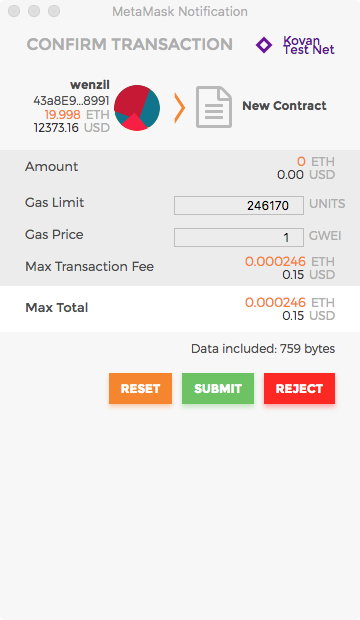 MetaMask Notification
CONFIRM TRANSACTION
Kovan
Test Net
wenzil
43a8E9...8991
19.998 ETH
12373.16 USD
New Contract
Amount
0 ETH
0.00 USD
Gas Limit
246170 UNITS
Gas Price
1 GWEI
Max Transaction Fee
0.000246 ETH
0.15 USD
Max Total
0.000246 ETH
0.15 USD
Data included: 759 bytes
RESET SUBMIT REJECT